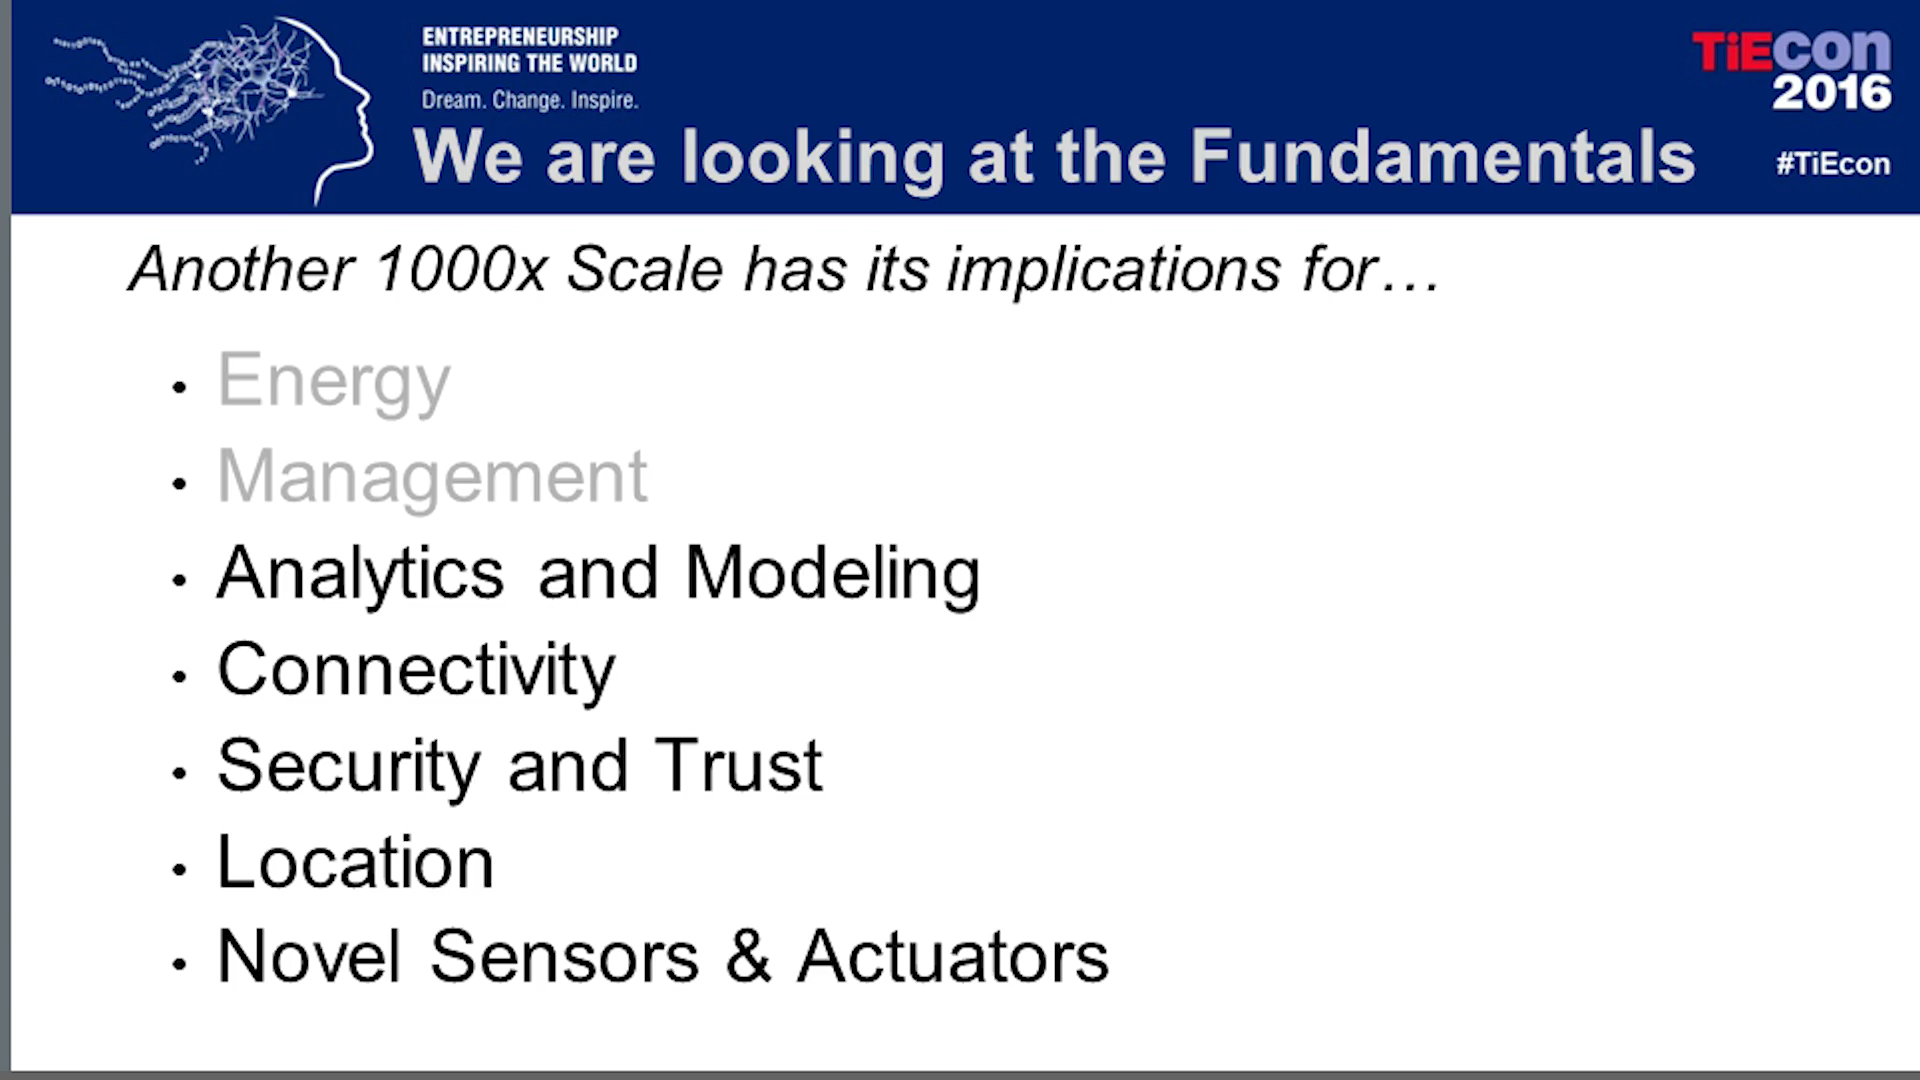 ENTREPRENEURSHIP
INSPIRING THE WORLD
Dream. Change. Inspire.
TiEcon
2016
We are looking at the Fundamentals
#TiEcon
Another 1000x Scale has its implications for…
• Energy
• Management
• Analytics and Modeling
• Connectivity
• Security and Trust
• Location
• Novel Sensors & Actuators